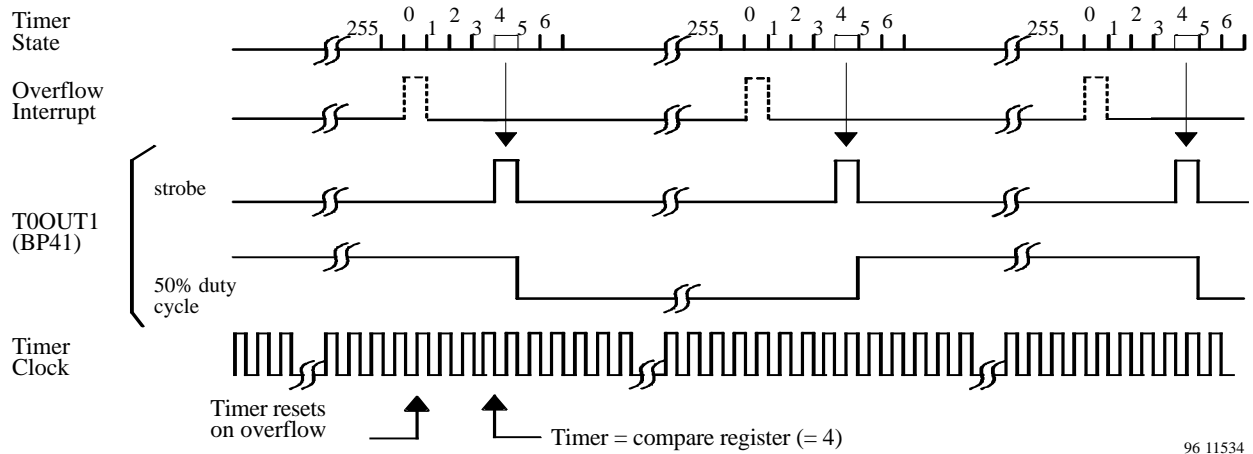 Timer
State
255 0 1 2 3 4 5 6
255 0 1 2 3 4 5 6
255 0 1 2 3 4 5 6
Overflow
Interrupt
T0OUT1
(BP41)
strobe
50% duty
cycle
Timer
Clock
Timer resets
on overflow
Timer = compare register (= 4)
96 11534